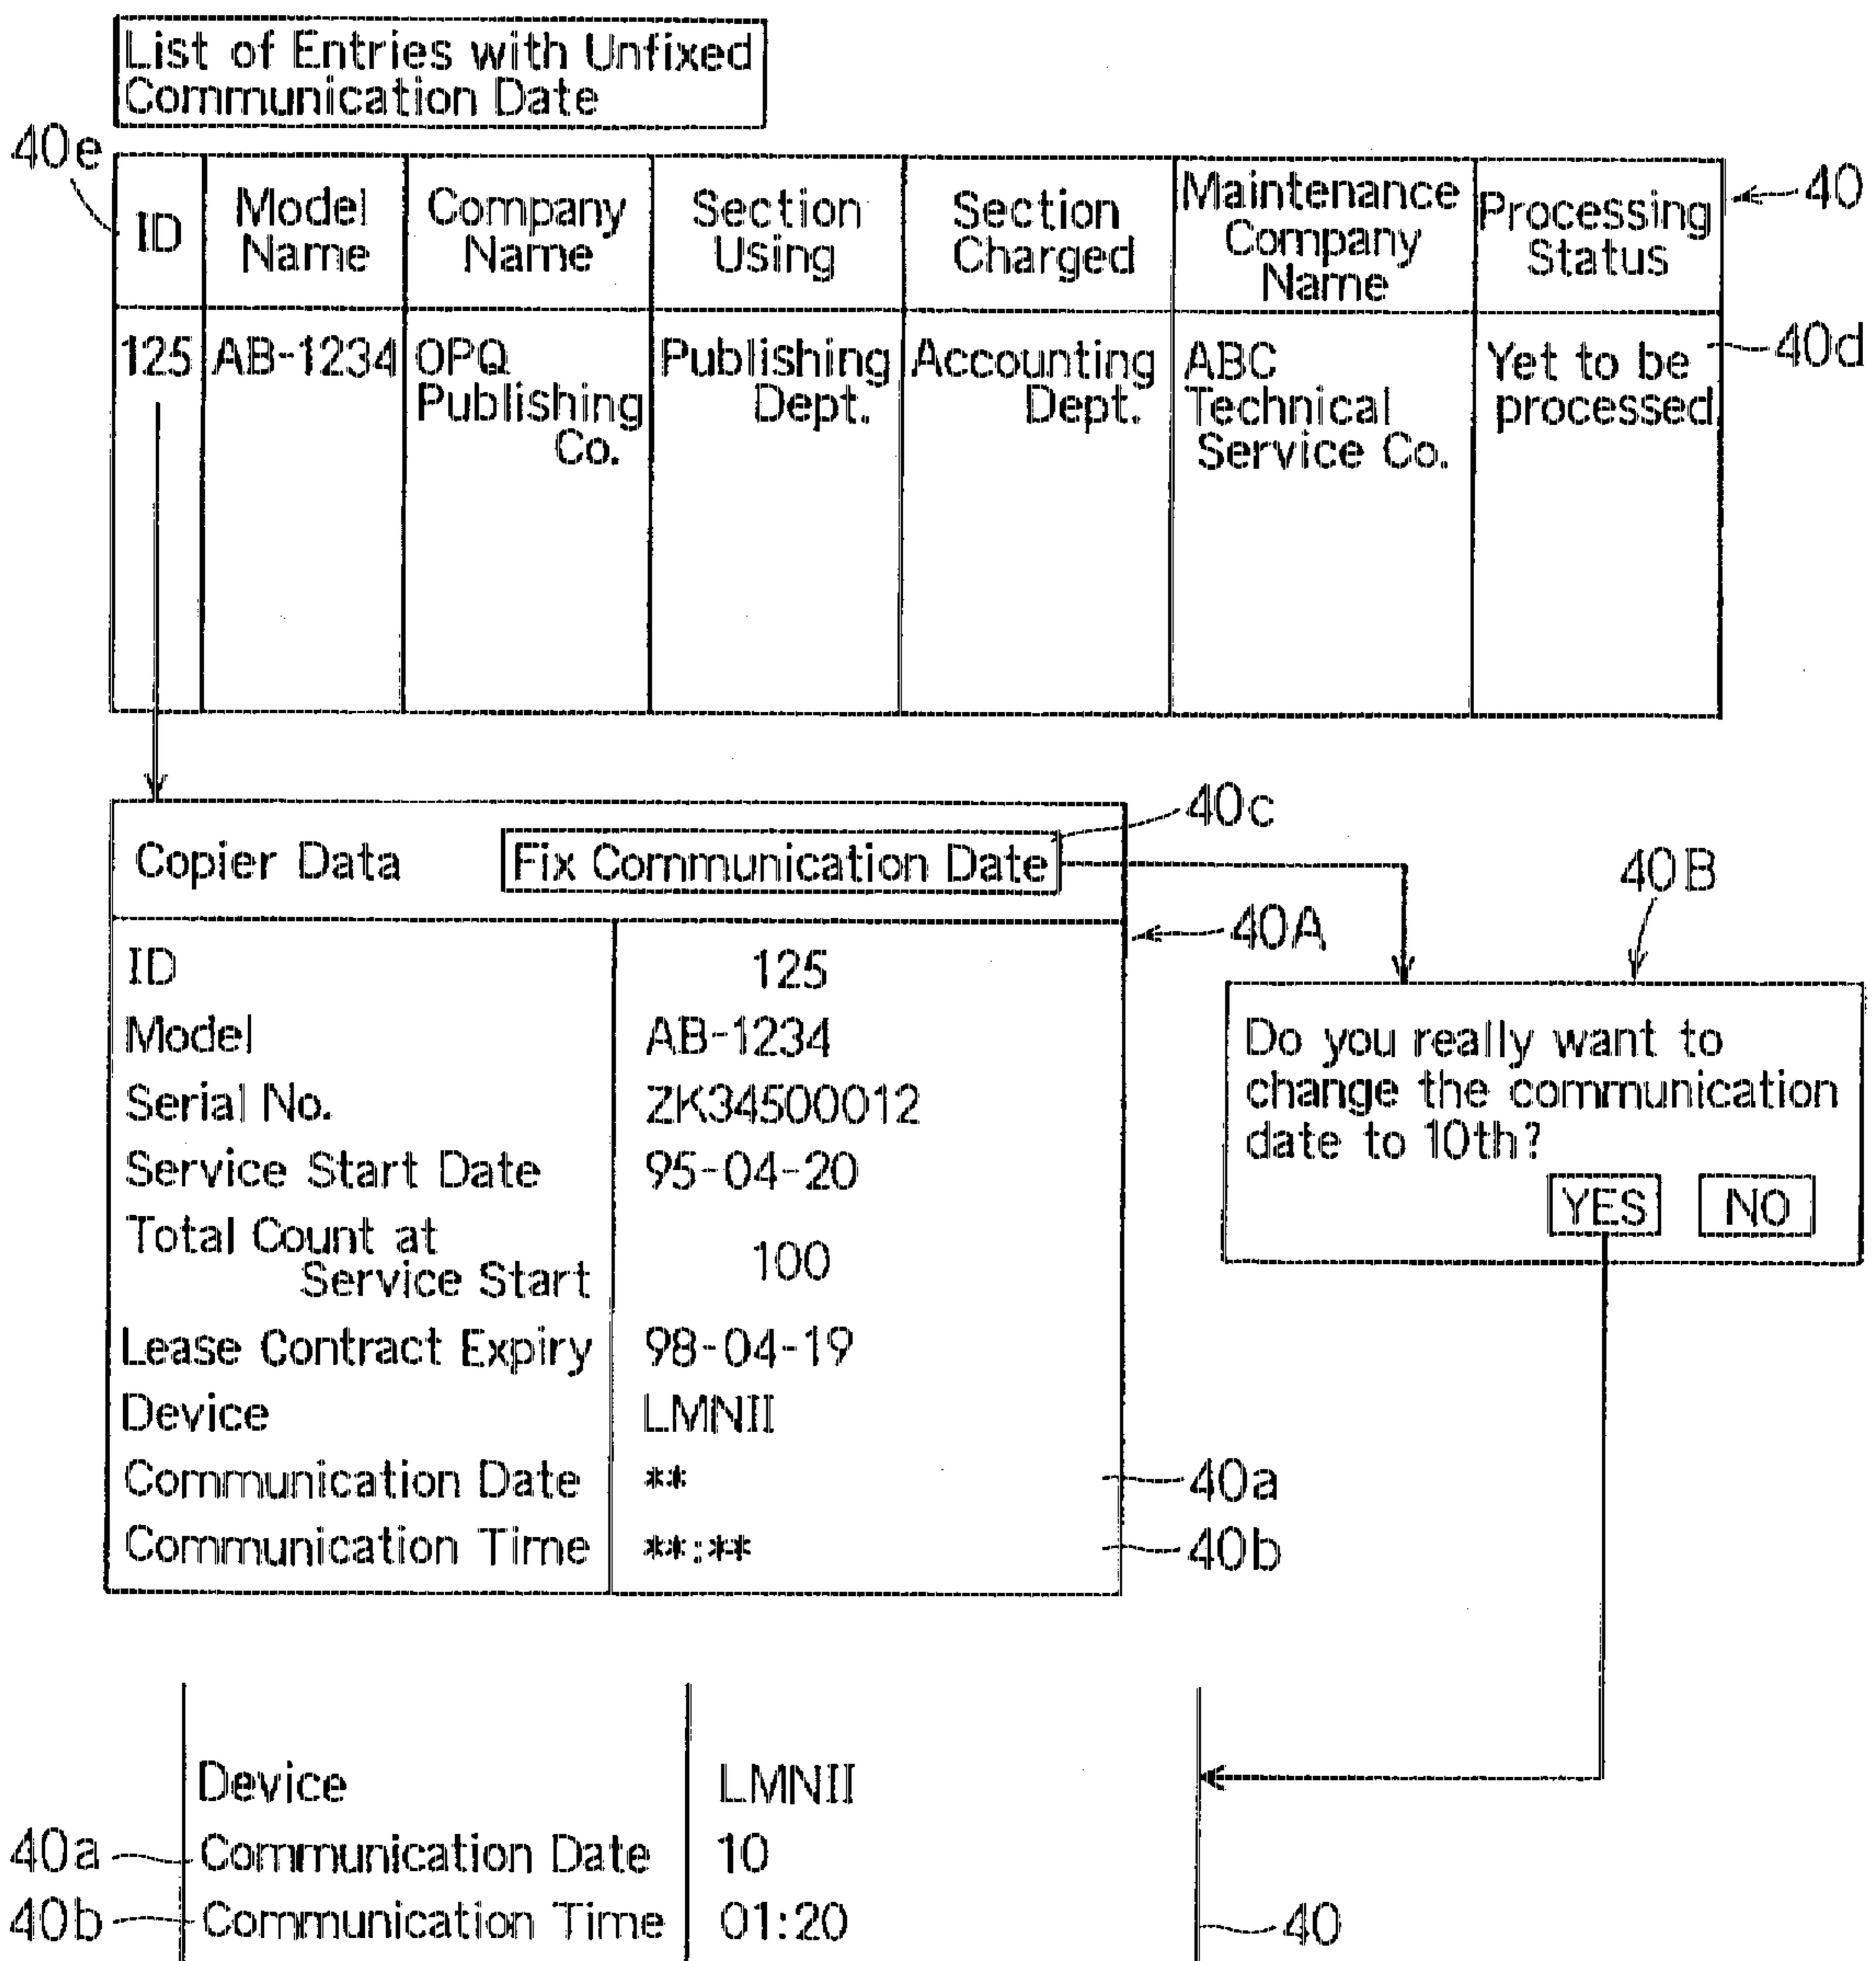 List of Entries with Unfixed
Communication Date
40e
ID
Model
Name
Company
Name
Section
Using
Section
Charged
Maintenance
Company
Name
Processing
Status
40
125
AB-1234
OPQ
Publishing
Co.
Publishing
Dept.
Accounting
Dept.
ABC
Technical
Service Co.
Yet to be
processed
40d
Copier Data
Fix Communication Date
40c
40A
40B
ID 125
Model AB-1234
Serial No. ZK34500012
Service Start Date 95-04-20
Total Count at
Service Start 100
Lease Contract Expiry 98-04-19
Device LMNII
Communication Date ** 40a
Communication Time **:** 40b
Do you really want to
change the communication
date to 10th?
YES NO
Device LMNII
40a Communication Date 10
40b Communication Time 01:20 40